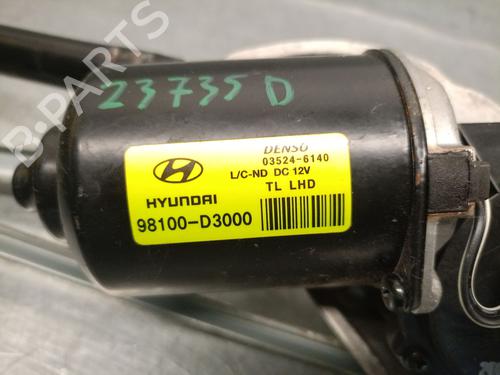 23735 D
DENSO
03524-6140
L/C-ND DC 12V
TL LHD
HYUNDAI
98100-D3000
B-PARTS